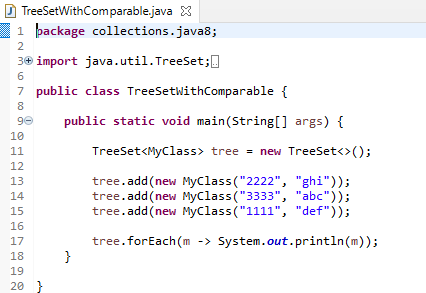 TreeSetWithComparable.java
1 package collections.java8;
2
3 import java.util.TreeSet;
6
7 public class TreeSetWithComparable {
8
9 public static void main(String[] args) {
10
11 TreeSet<MyClass> tree = new TreeSet<>();
12
13 tree.add(new MyClass("2222", "ghi"));
14 tree.add(new MyClass("3333", "abc"));
15 tree.add(new MyClass("1111", "def"));
16
17 tree.forEach(m -> System.out.println(m));
18 }
19
20 }